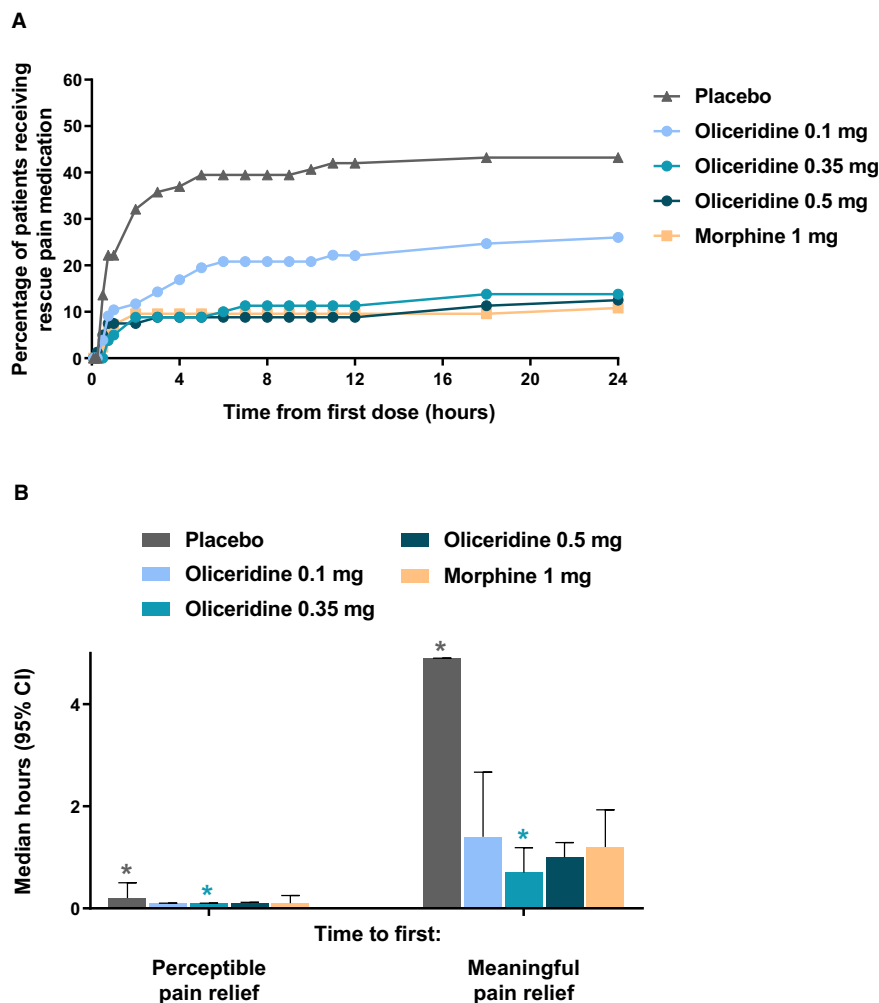 A
Percentage of patients receiving
rescue pain medication
60
50
40
30
20
10
0
0
4
8
12
16
20
24
Time from first dose (hours)
Placebo
Oliceridine 0.1 mg
Oliceridine 0.35 mg
Oliceridine 0.5 mg
Morphine 1 mg
B
Placebo
Oliceridine 0.1 mg
Oliceridine 0.35 mg
Oliceridine 0.5 mg
Morphine 1 mg
Median hours (95% CI)
4
2
0
*
*
*
*
Time to first:
Perceptible
pain relief
Meaningful
pain relief